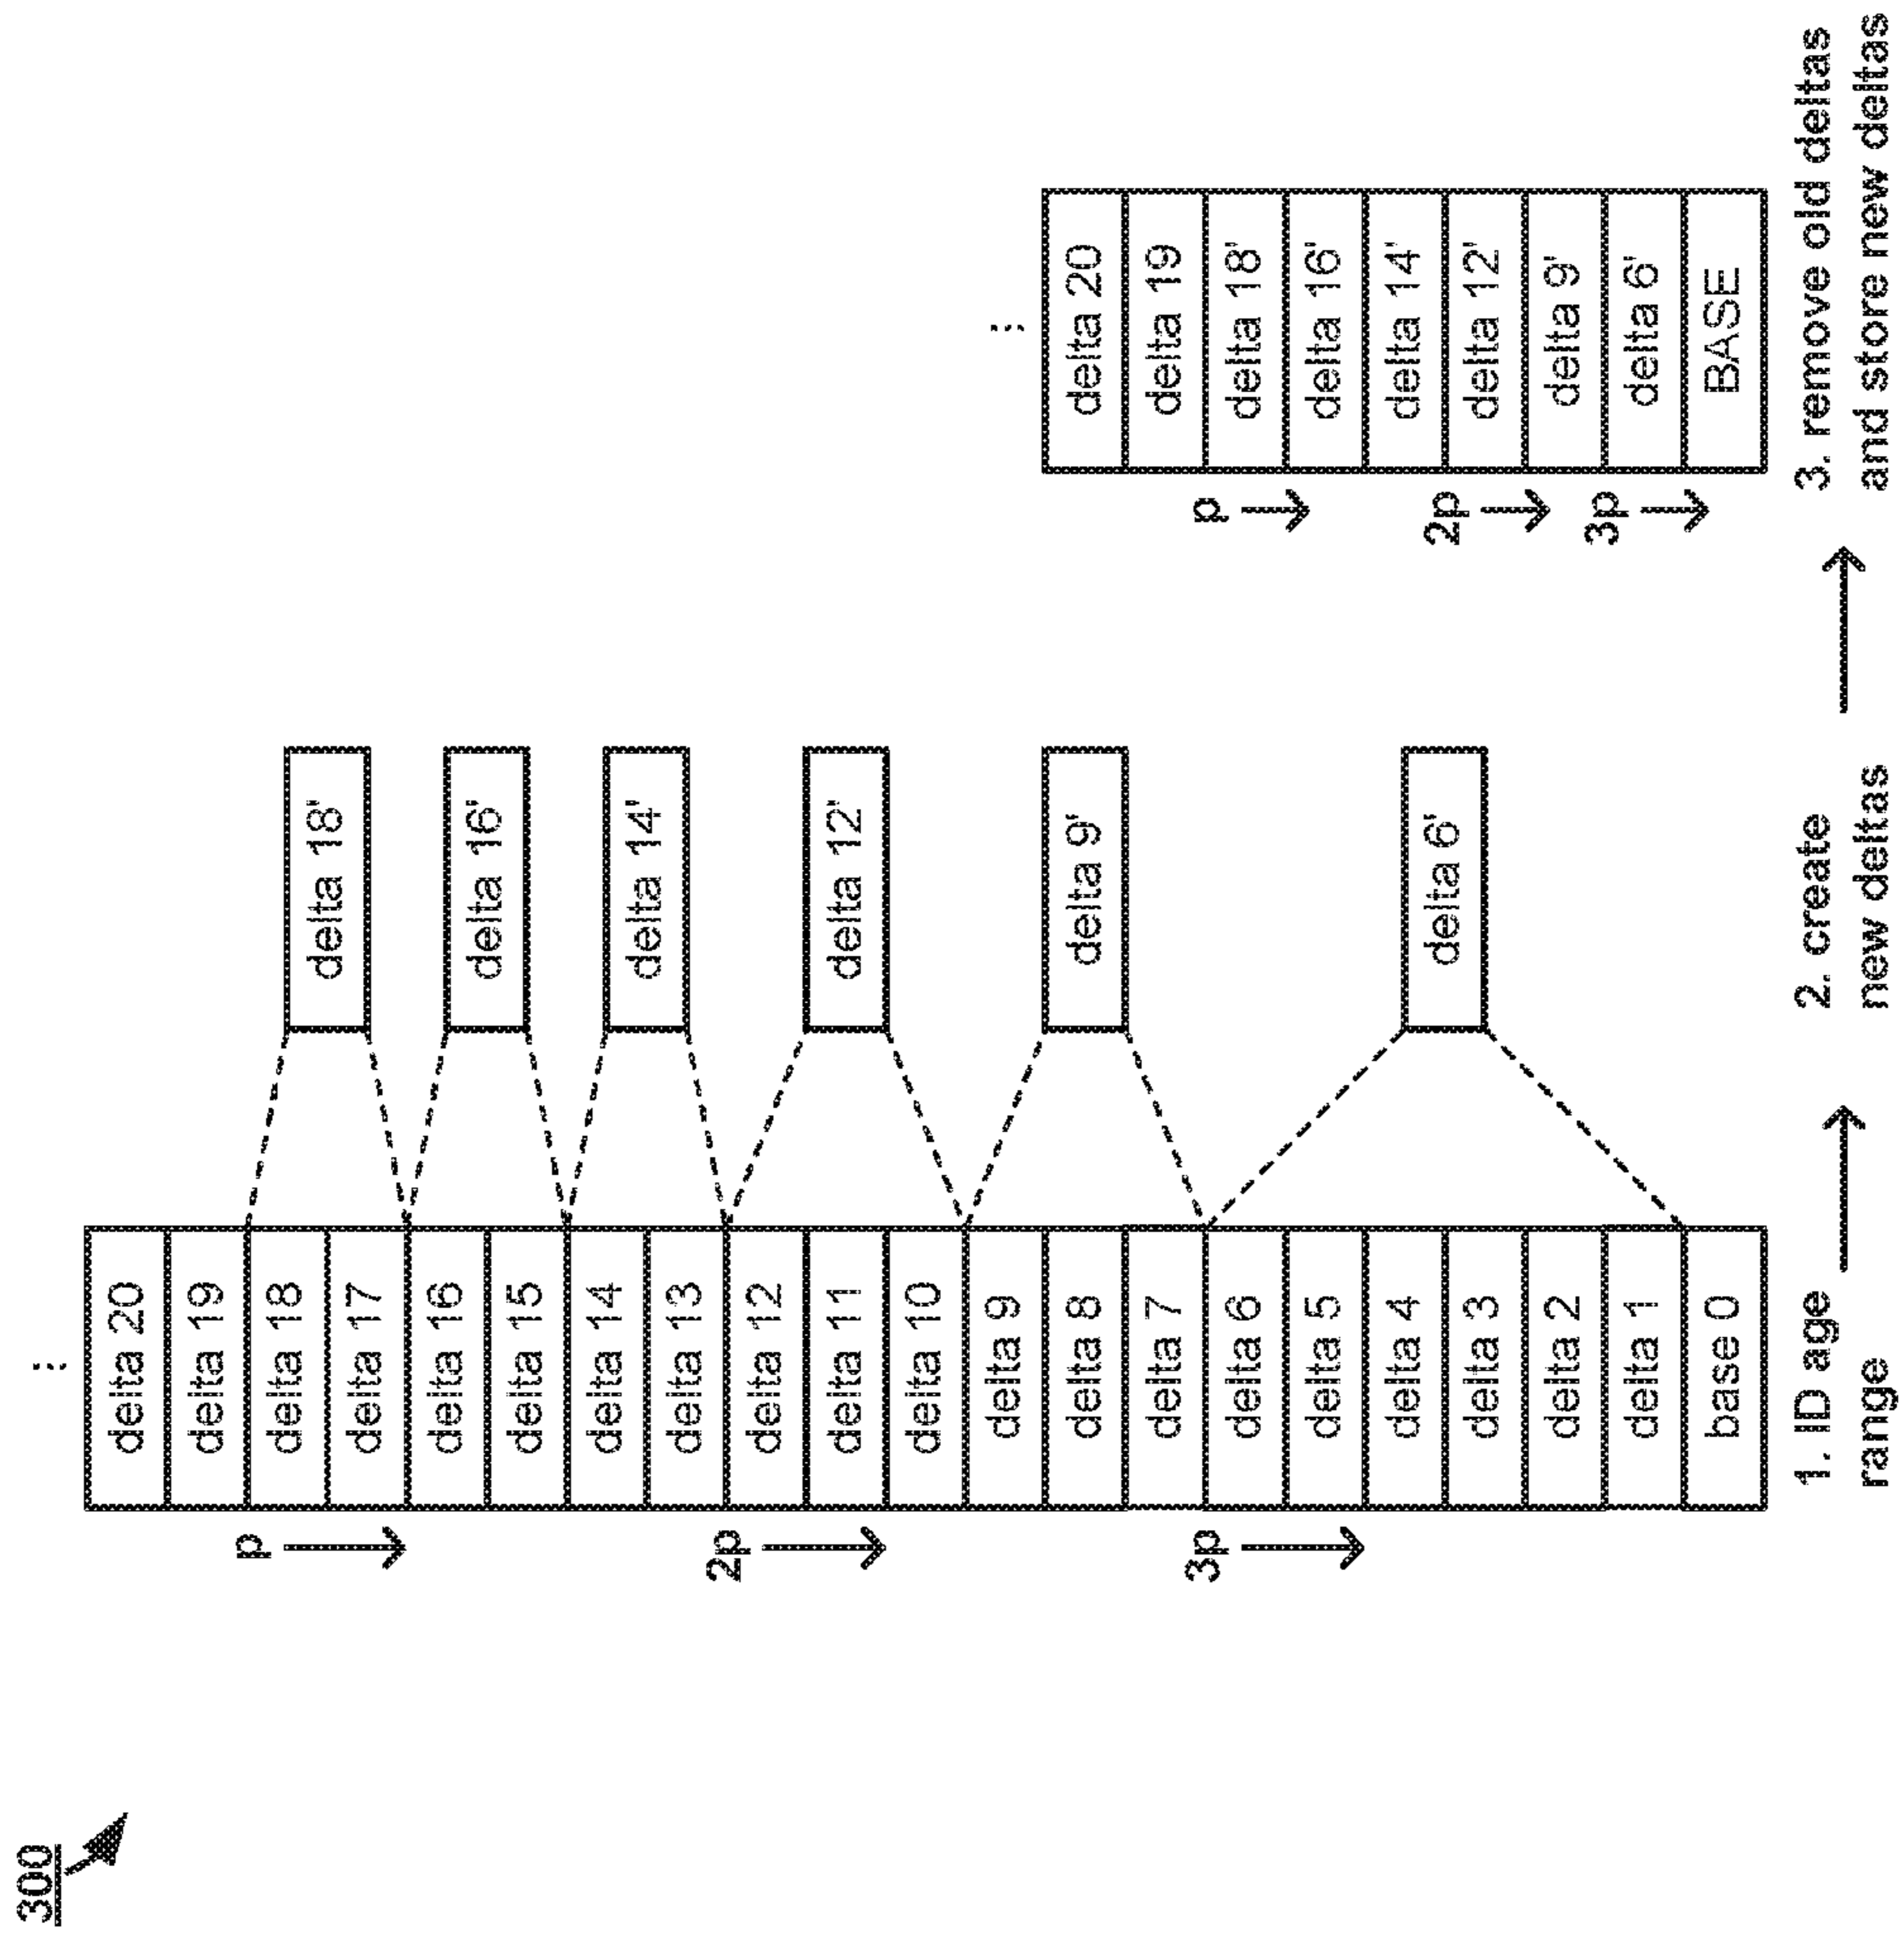 300
⋮
delta 20
delta 19
delta 18
delta 17
delta 16
delta 15
delta 14
delta 13
delta 12
delta 11
delta 10
delta 9
delta 8
delta 7
delta 6
delta 5
delta 4
delta 3
delta 2
delta 1
base 0
p
2p
3p
1. ID age
range
delta 18'
delta 16'
delta 14'
delta 12'
delta 9'
delta 6'
2. create
new deltas
⋮
delta 20
delta 19
delta 18'
delta 16'
delta 14'
delta 12'
delta 9'
delta 6'
BASE
p
2p
3p
3. remove old deltas
and store new deltas